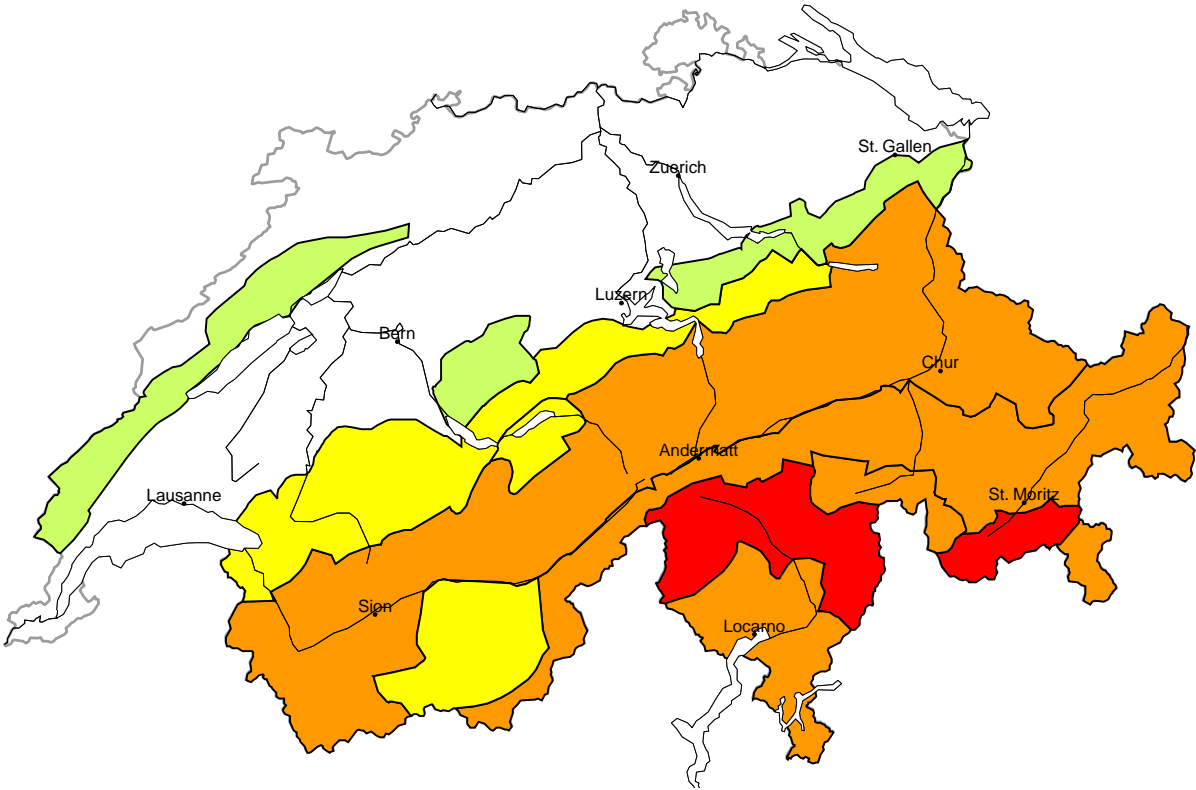 St. Gallen
Zuerich
Luzern
Bern
Chur
Andermatt
Lausanne
St. Moritz
Sion
Locarno